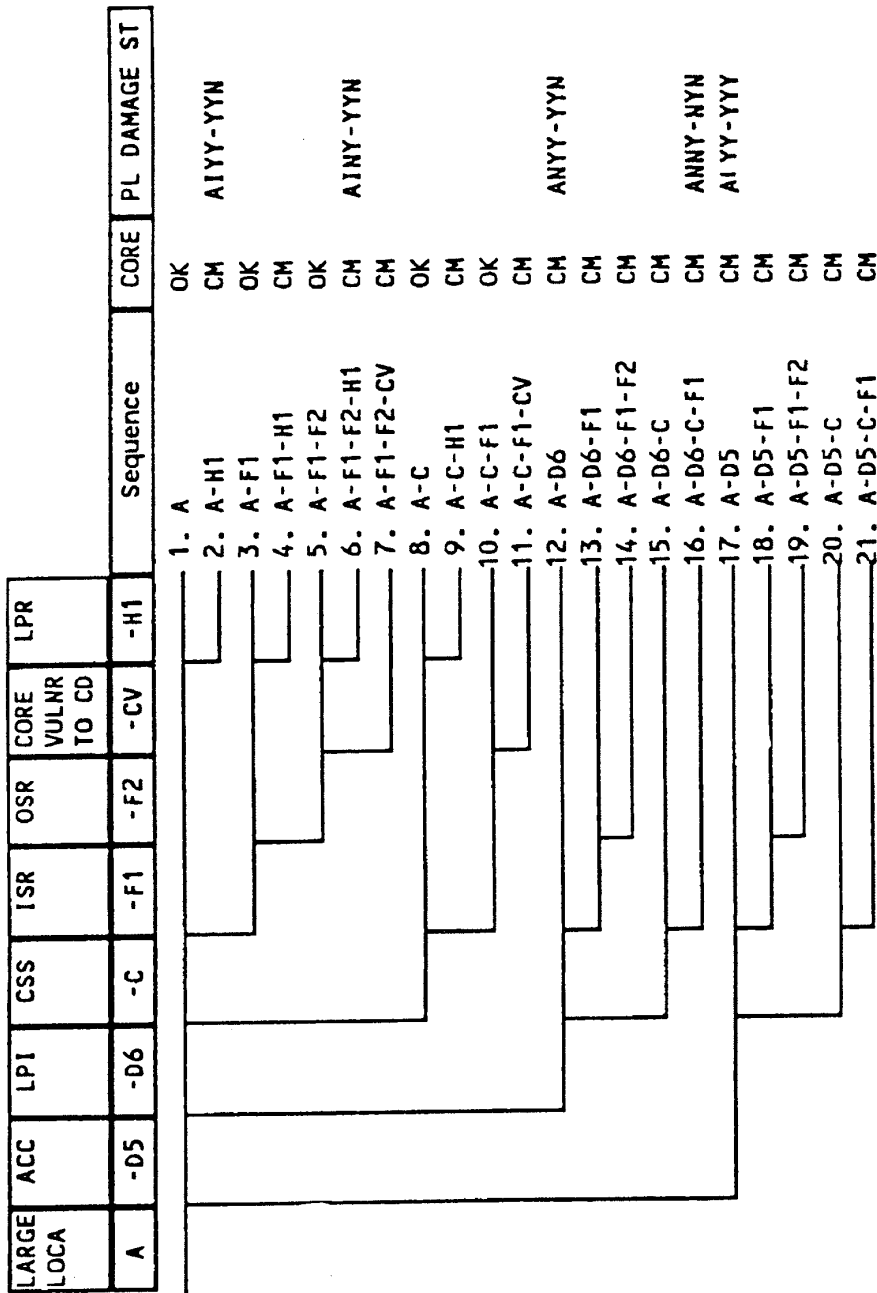 LARGE LOCA ACC LPI CSS ISR OSR CORE VULNR TO CD LPR
A -D5 -D6 -C -F1 -F2 -CV -H1 Sequence CORE PL DAMAGE ST
1. A OK
2. A-H1 CM AIYY-YYN
3. A-F1 OK
4. A-F1-H1 CM
5. A-F1-F2 OK
6. A-F1-F2-H1 CM AINY-YYN
7. A-F1-F2-CV CM
8. A-C OK
9. A-C-H1 CM
10. A-C-F1 OK
11. A-C-F1-CV CM
12. A-D6 CM ANYY-YYN
13. A-D6-F1 CM
14. A-D6-F1-F2 CM
15. A-D6-C CM
16. A-D6-C-F1 CM ANNY-NYN
17. A-D5 CM AIYY-YYY
18. A-D5-F1 CM
19. A-D5-F1-F2 CM
20. A-D5-C CM
21. A-D5-C-F1 CM